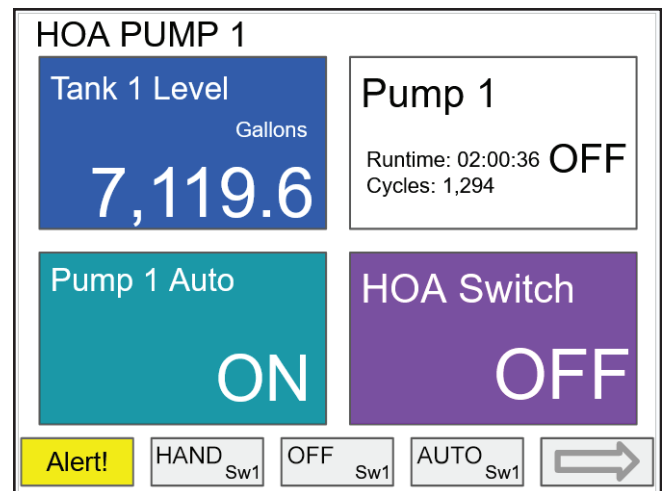 HOA PUMP 1
Tank 1 Level
Gallons
7,119.6
Pump 1
Runtime: 02:00:36 OFF
Cycles: 1,294
Pump 1 Auto
ON
HOA Switch
OFF
Alert!
HAND
Sw1
OFF
Sw1
AUTO
Sw1